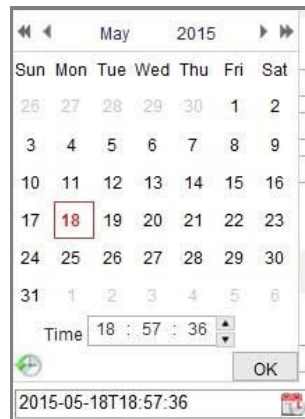 May 2015
Sun Mon Tue Wed Thu Fri Sat
26 27 28 29 30 1 2
3 4 5 6 7 8 9
10 11 12 13 14 15 16
17 18 19 20 21 22 23
24 25 26 27 28 29 30
31 1 2 3 4 5 6
Time 18 : 57 : 36
OK
2015-05-18T18:57:36